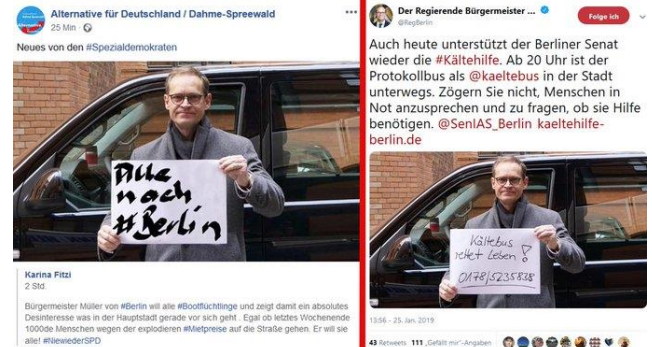 Alternative für Deutschland / Dahme-Spreewald
25 Min ·
Neues von den #Spezialdemokraten
Alle
nach
#Berlin
Karina Fitzi
2 Std.
Bürgermeister Müller von #Berlin will alle #Bootflüchtlinge und zeigt damit ein absolutes
Desinteresse was in der Hauptstadt gerade vor sich geht . Egal ob letztes Wochenende
1000de Menschen wegen der explodieren #Mietpreise auf die Straße gehen. Er will sie
alle! #NiewiederSPD
Der Regierende Bürgermeister ...
@RegBerlin
Folge ich
Auch heute unterstützt der Berliner Senat
wieder die #Kältehilfe. Ab 20 Uhr ist der
Protokollbus als @kaeltebus in der Stadt
unterwegs. Zögern Sie nicht, Menschen in
Not anzusprechen und zu fragen, ob sie Hilfe
benötigen. @SenIAS_Berlin kaeltehilfe-
berlin.de
Kältebus
rettet Leben!
0178/5235838
13:56 - 25. Jan. 2019
43 Retweets 111 „Gefällt mir“-Angaben